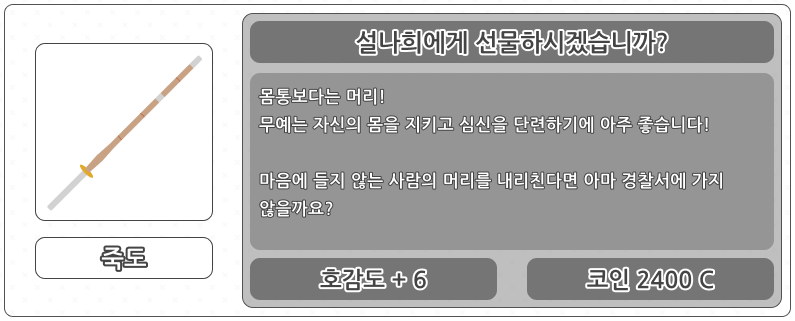 설나희에게 선물하시겠습니까?
몸통보다는 머리!
무예는 자신의 몸을 지키고 심신을 단련하기에 아주 좋습니다!
마음에 들지 않는 사람의 머리를 내리친다면 아마 경찰서에 가지
않을까요?
죽도
호감도 + 6
코인 2400 C